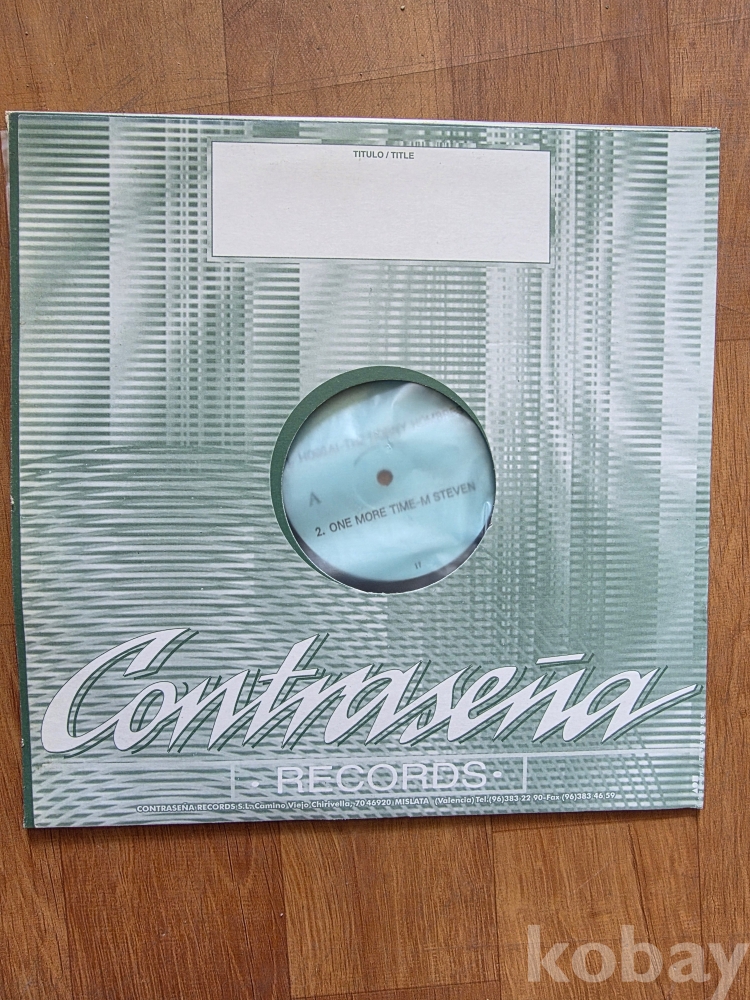 TITULO / TITLE
A
2. ONE MORE TIME-M STEVEN
17
Contraseña
· RECORDS ·
CONTRASEÑA RECORDS S.L. Camino Viejo Chirivella, 70 46920 MISLATA (Valencia) Tel. (96) 383 22 90-Fax (96) 383 46 59
kobay